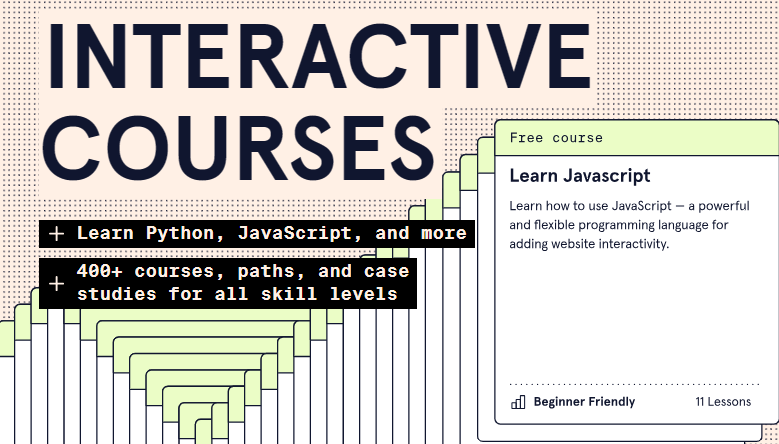 INTERACTIVE
COURSES
+ Learn Python, JavaScript, and more
+ 400+ courses, paths, and case
studies for all skill levels
Free course
Learn Javascript
Learn how to use JavaScript — a powerful
and flexible programming language for
adding website interactivity.
Beginner Friendly
11 Lessons